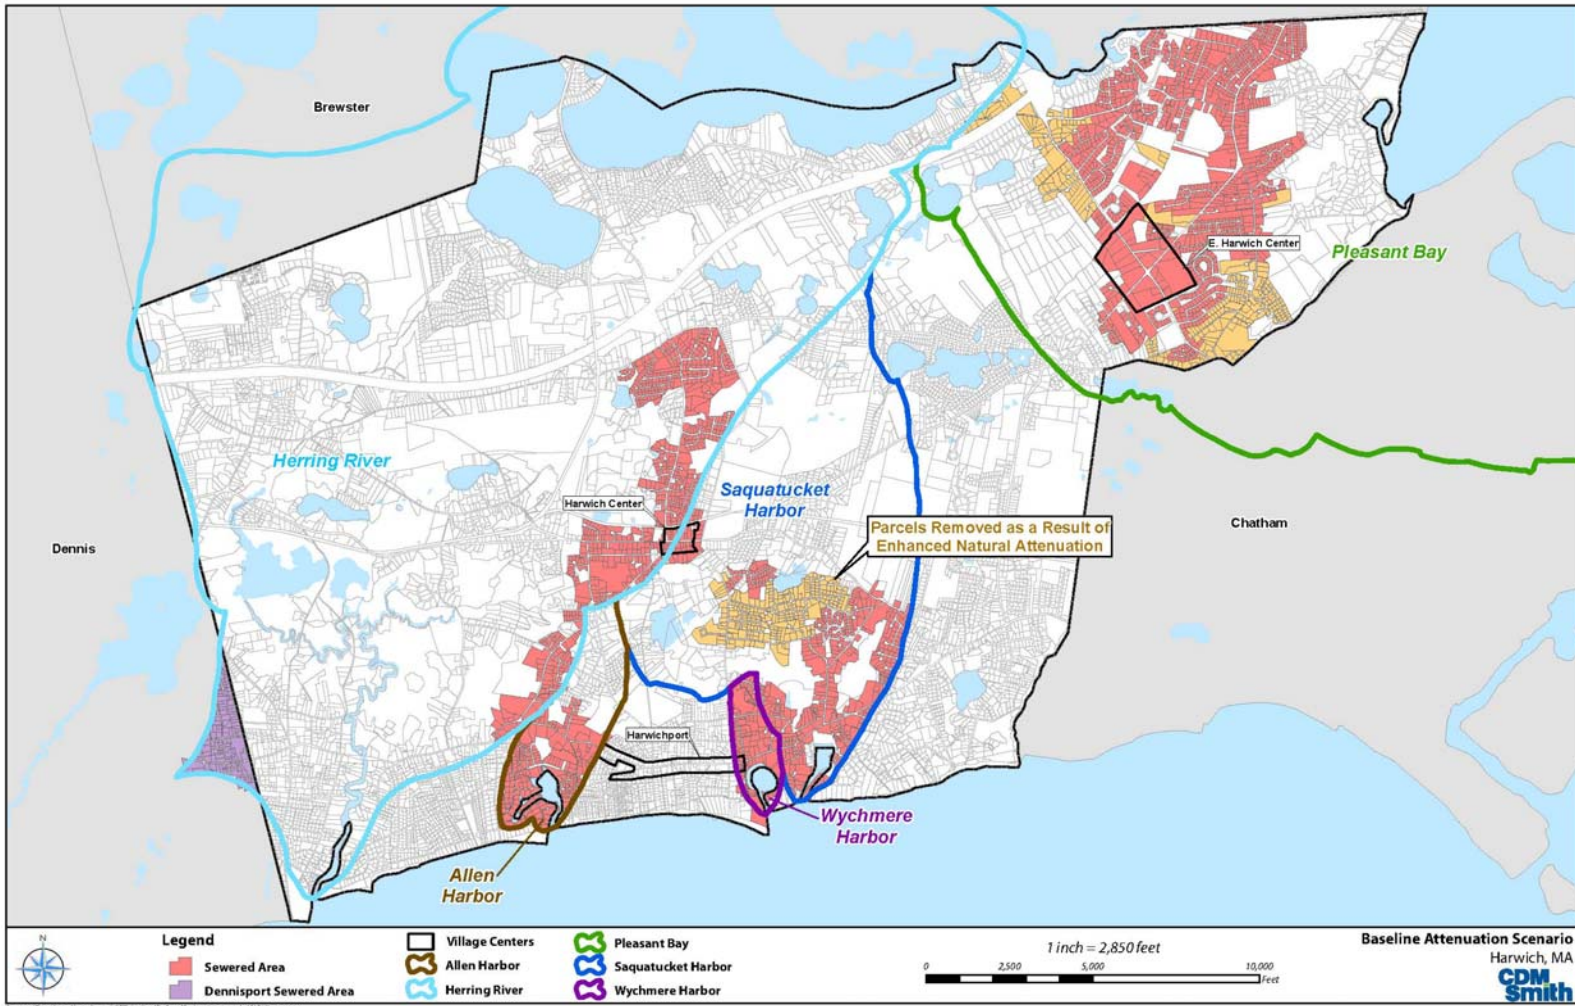 Brewster
E. Harwich Center
Pleasant Bay
Herring River
Harwich Center
Saquatucket
Harbor
Parcels Removed as a Result of
Enhanced Natural Attenuation
Chatham
Dennis
Harwichport
Wychmere
Harbor
Allen
Harbor
N
Legend
Sewered Area
Dennisport Sewered Area
Village Centers
Allen Harbor
Herring River
Pleasant Bay
Saquatucket Harbor
Wychmere Harbor
1 inch = 2,850 feet
0 2,500 5,000 10,000
Feet
Baseline Attenuation Scenario
Harwich, MA
CDM
Smith